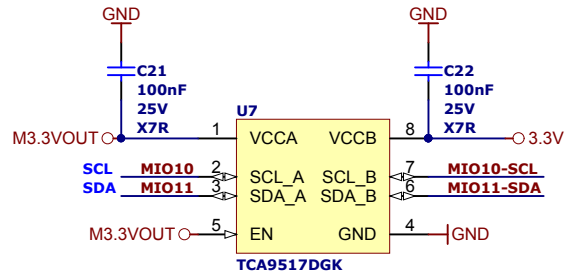 GND
GND
C21
100nF
25V
X7R
C22
100nF
25V
X7R
U7
M3.3VOUT
1
VCCA
VCCB
8
3.3V
SCL
MIO10
2
SCL_A
SCL_B
7
MIO10-SCL
SDA
MIO11
3
SDA_A
SDA_B
6
MIO11-SDA
M3.3VOUT
5
EN
GND
4
GND
TCA9517DGK